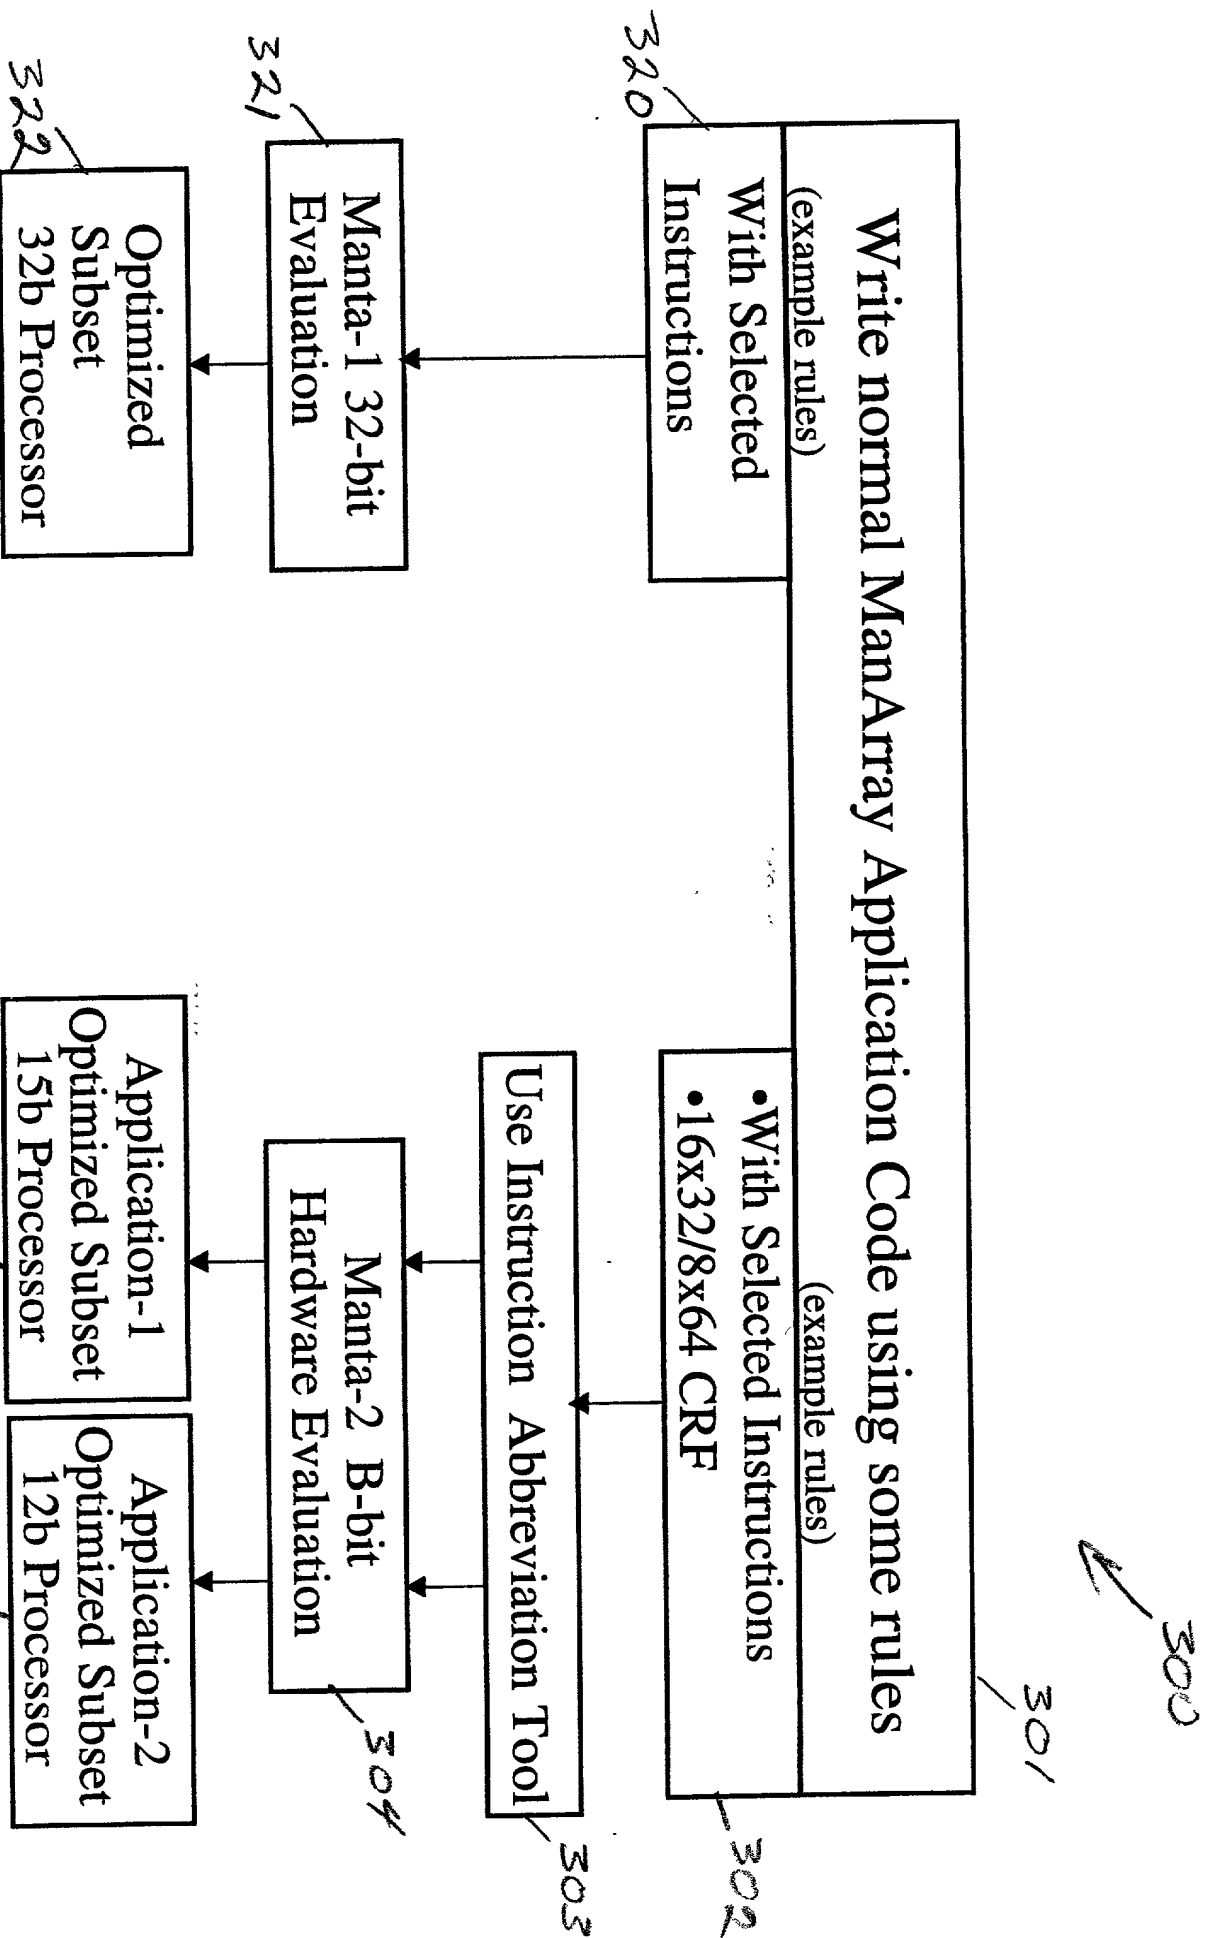 300
301
Write normal ManArray Application Code using some rules
(example rules)
(example rules)
320
With Selected
Instructions
•With Selected Instructions
•16x32/8x64 CRF
302
Use Instruction Abbreviation Tool
303
321
Manta-1 32-bit
Evaluation
Manta-2 B-bit
Hardware Evaluation
304
322
Optimized
Subset
32b Processor
Application-1
Optimized Subset
15b Processor
Application-2
Optimized Subset
12b Processor